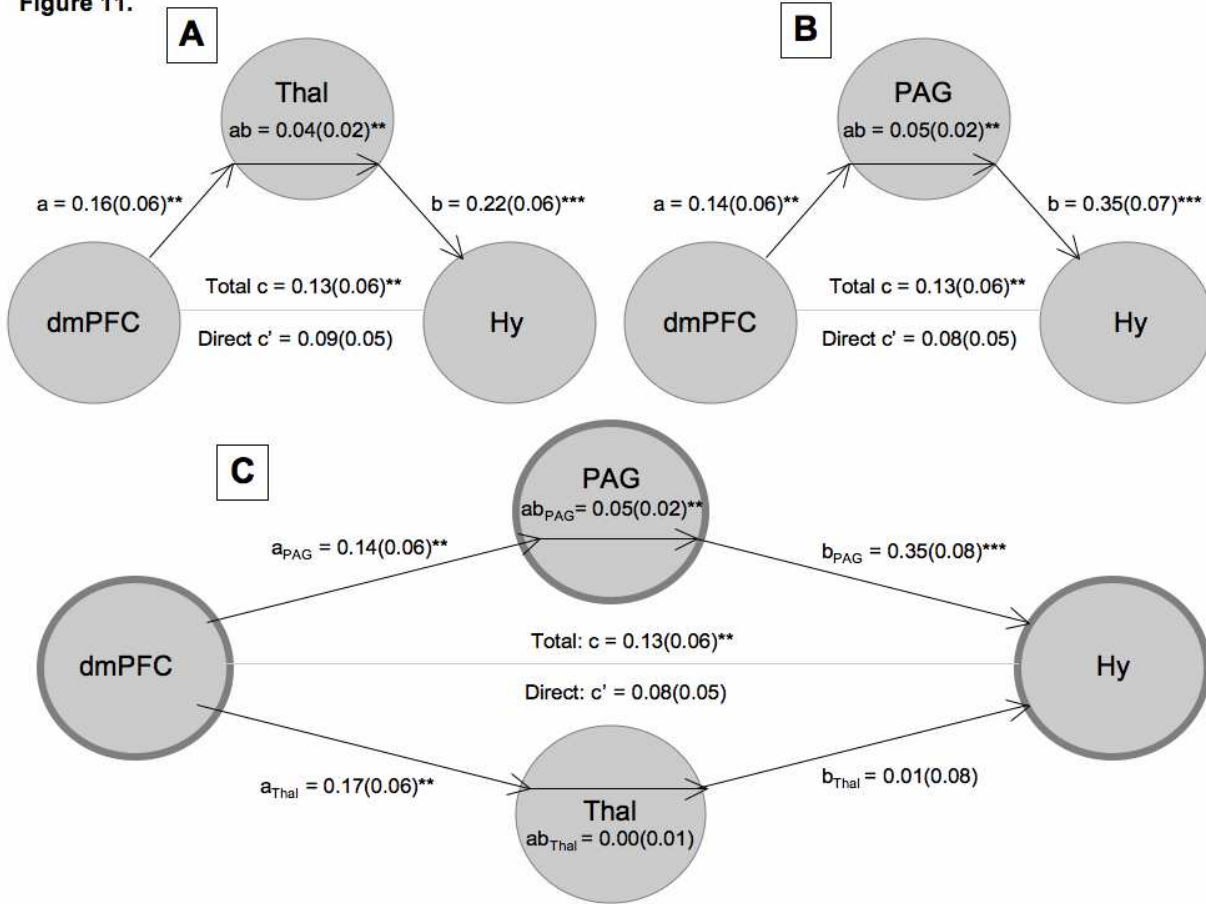 Figure 11.
A
Thal
ab = 0.04(0.02)**
a = 0.16(0.06)**
b = 0.22(0.06)***
dmPFC
Total c = 0.13(0.06)**
Direct c' = 0.09(0.05)
Hy
B
PAG
ab = 0.05(0.02)**
a = 0.14(0.06)**
b = 0.35(0.07)***
dmPFC
Total c = 0.13(0.06)**
Direct c' = 0.08(0.05)
Hy
C
PAG
abPAG= 0.05(0.02)**
aPAG = 0.14(0.06)**
bPAG = 0.35(0.08)***
dmPFC
Total: c = 0.13(0.06)**
Direct: c' = 0.08(0.05)
Hy
aThal = 0.17(0.06)**
bThal = 0.01(0.08)
Thal
abThal = 0.00(0.01)